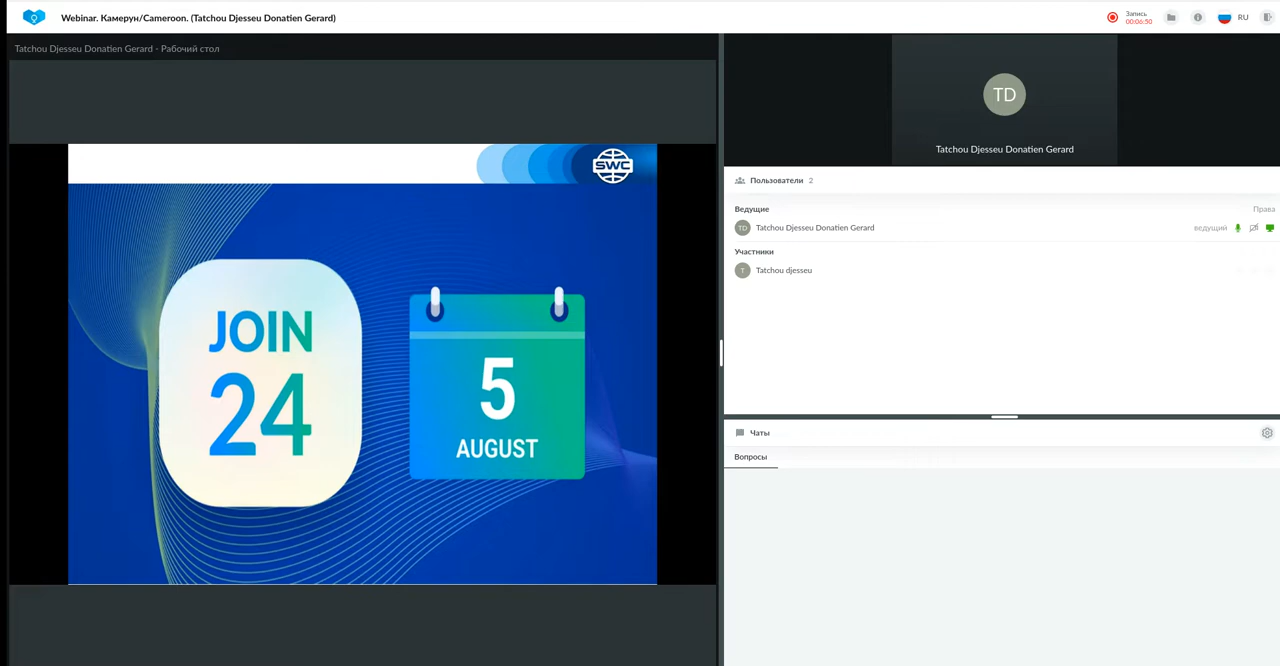 Webinar. Камерун/Cameroon. (Tatchou Djesseu Donatien Gerard)
Запись
00:06:50
RU
Tatchou Djesseu Donatien Gerard - Рабочий стол
SWC
JOIN
24
5
AUGUST
TD
Tatchou Djesseu Donatien Gerard
Пользователи 2
Ведущие Права
TD Tatchou Djesseu Donatien Gerard ведущий
Участники
T Tatchou djesseu
Чаты
Вопросы